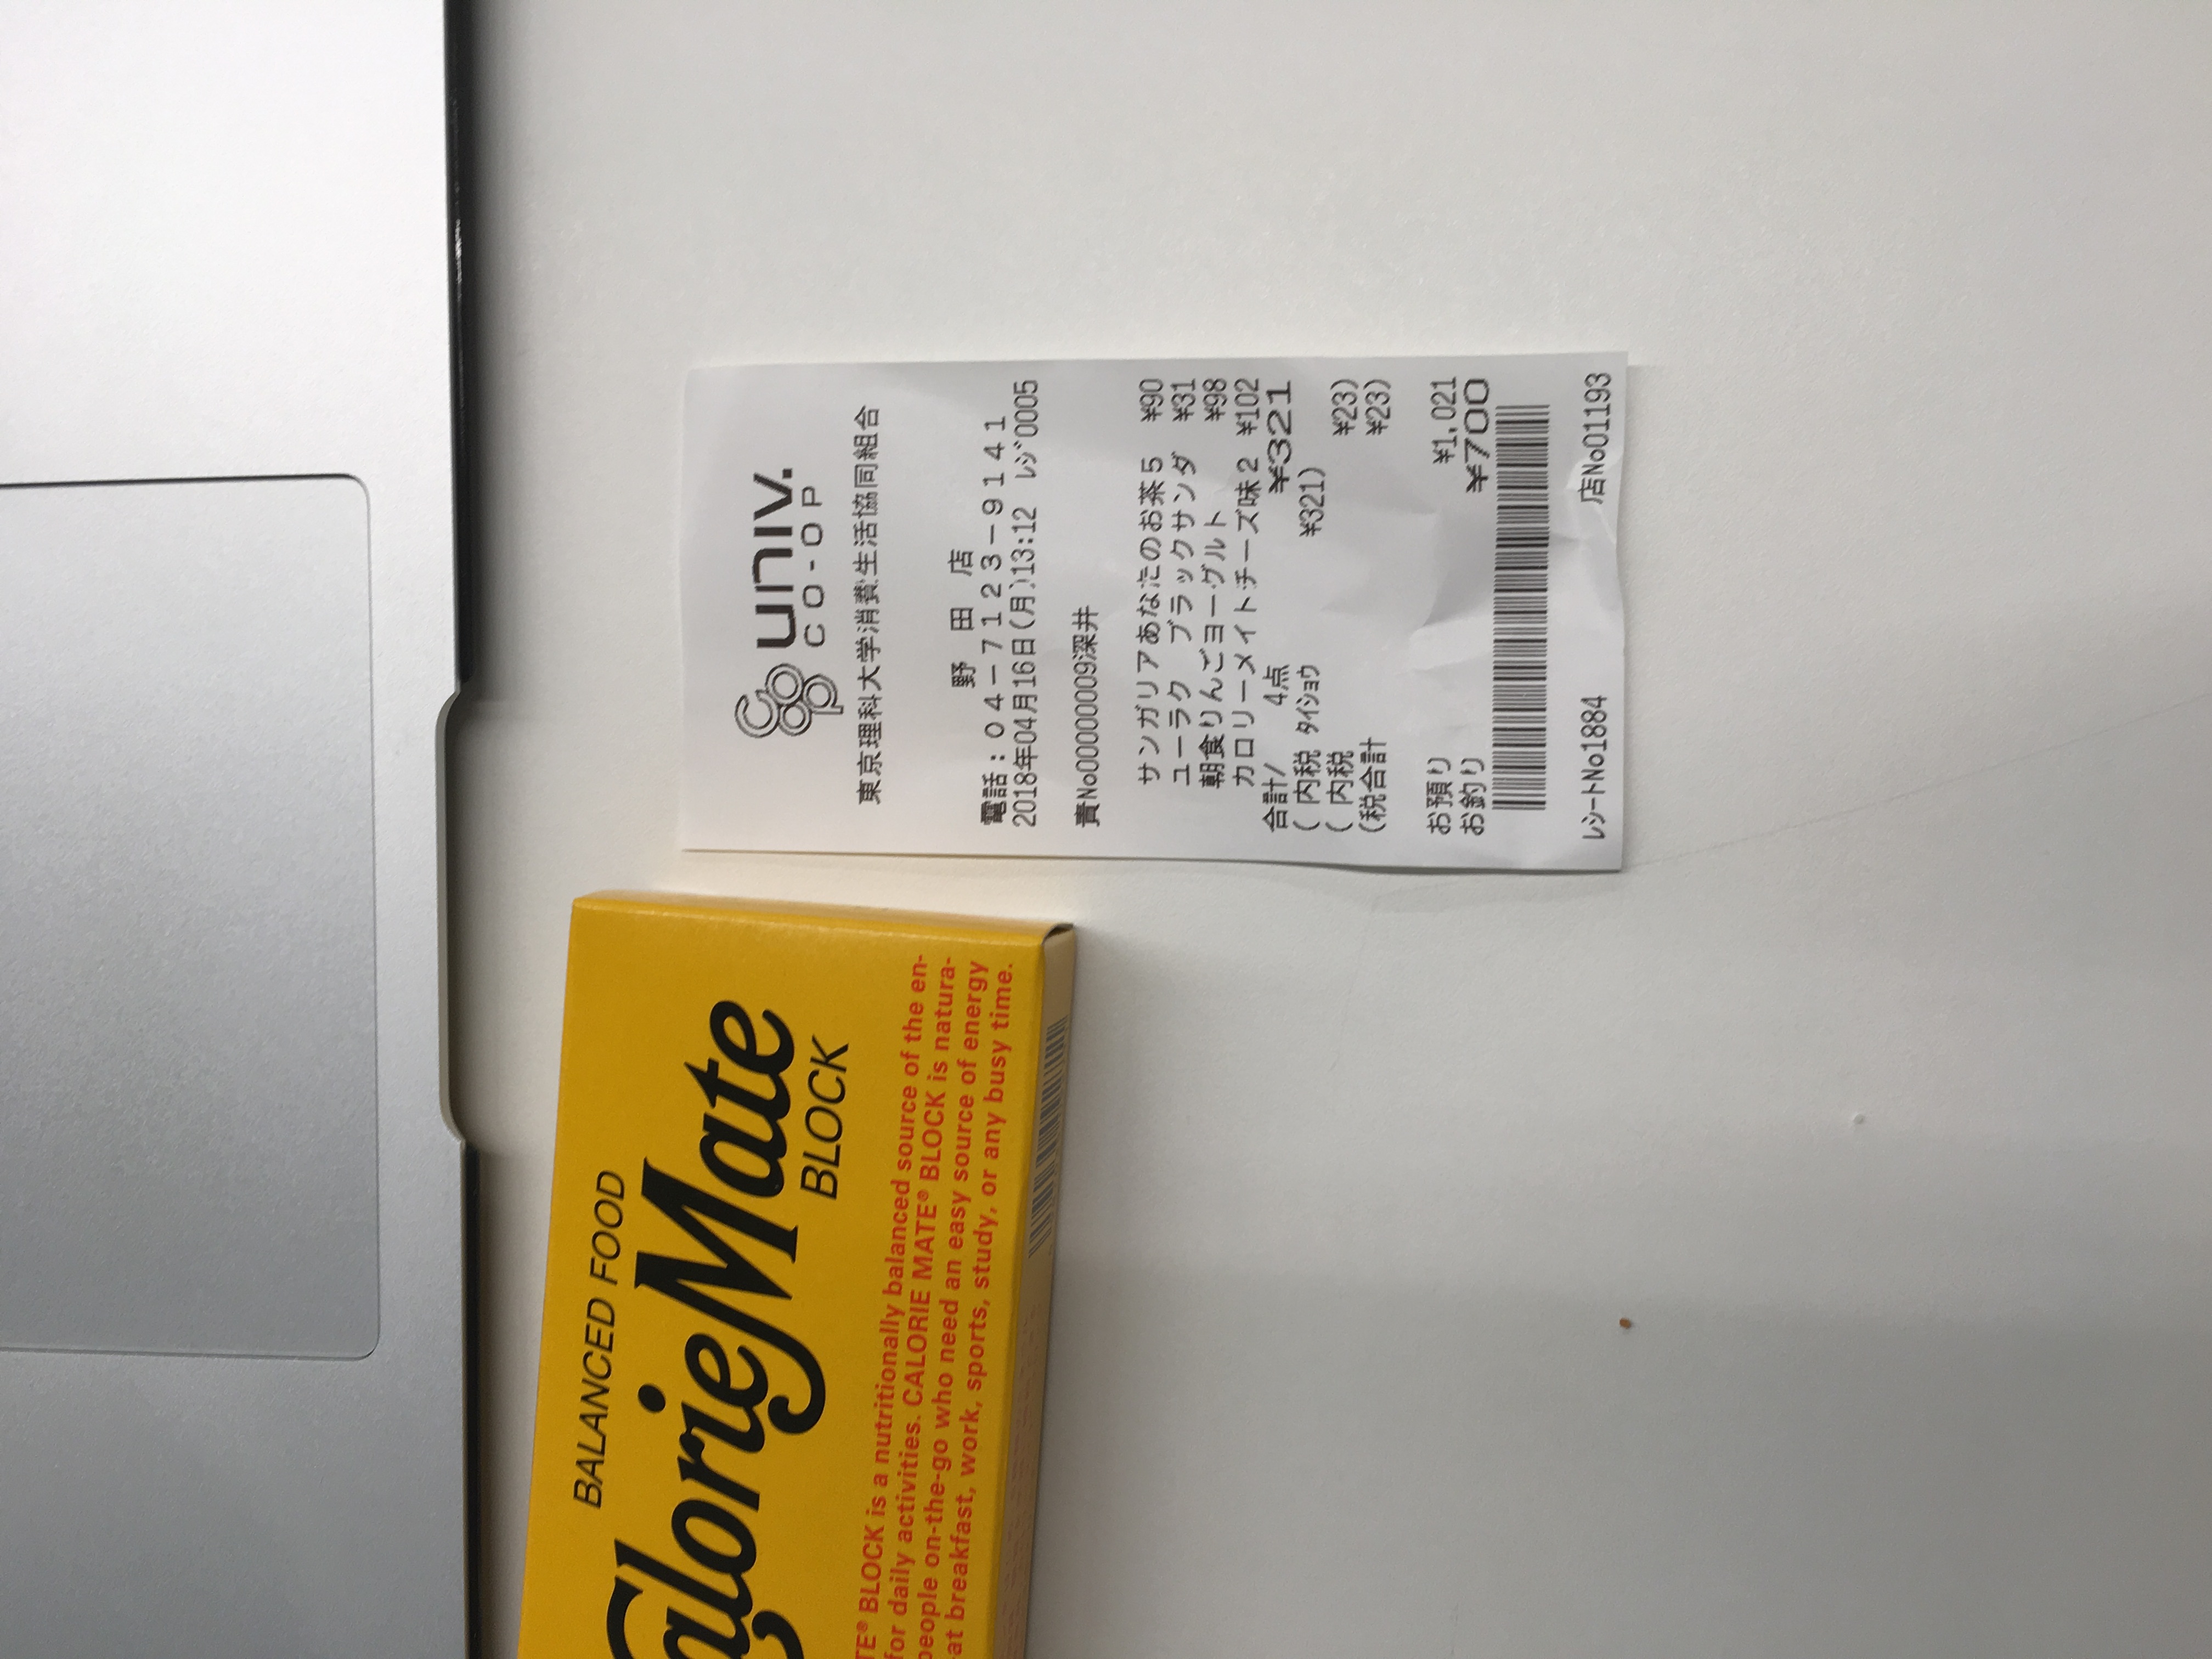 BALANCED FOOD
CalorieMate
BLOCK
TE® BLOCK is a nutritionally balanced source of the en-
for daily activities. CALORIE MATE® BLOCK is natura-
people on-the-go who need an easy source of energy
-at breakfast, work, sports, study, or any busy time.
coop univ.
CO-OP
東京理科大学消費生活協同組合
野 田 店
電話：０４－７１２３－９１４１
2018年04月16日(月)13:12 ﾚｼﾞ0005
責No00000009深井
サンガリアあなたのお茶５ ¥90
ユーラク　ブラックサンダ ¥31
朝食りんごヨーグルト ¥98
カロリーメイトチーズ味２ ¥102
合計/ 4点 ¥321
( 内税 ﾀｲｼｮｳ ¥321)
( 内税 ¥23)
(税合計 ¥23)
お預り ¥1,021
お釣り ¥700
ﾚｼｰﾄNo1884 店No01193